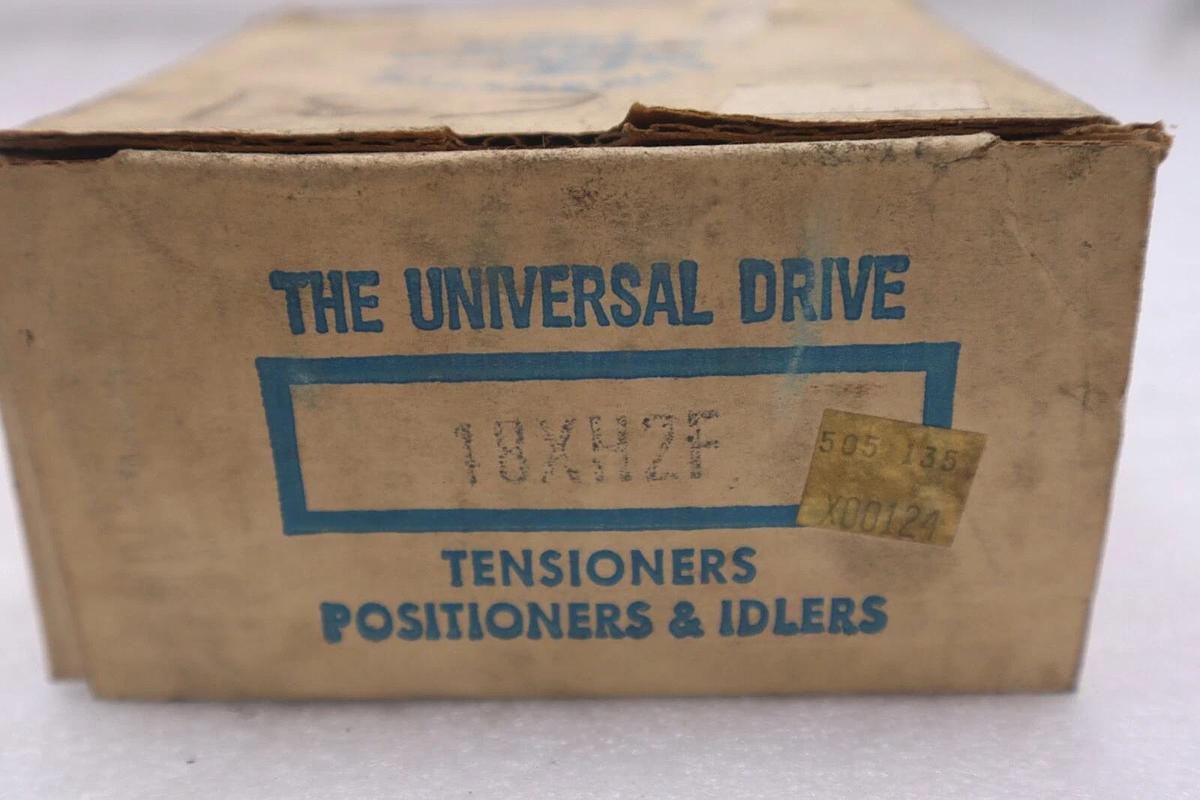 THE UNIVERSAL DRIVE
18XH2F
505 135
X00124
TENSIONERS
POSITIONERS & IDLERS